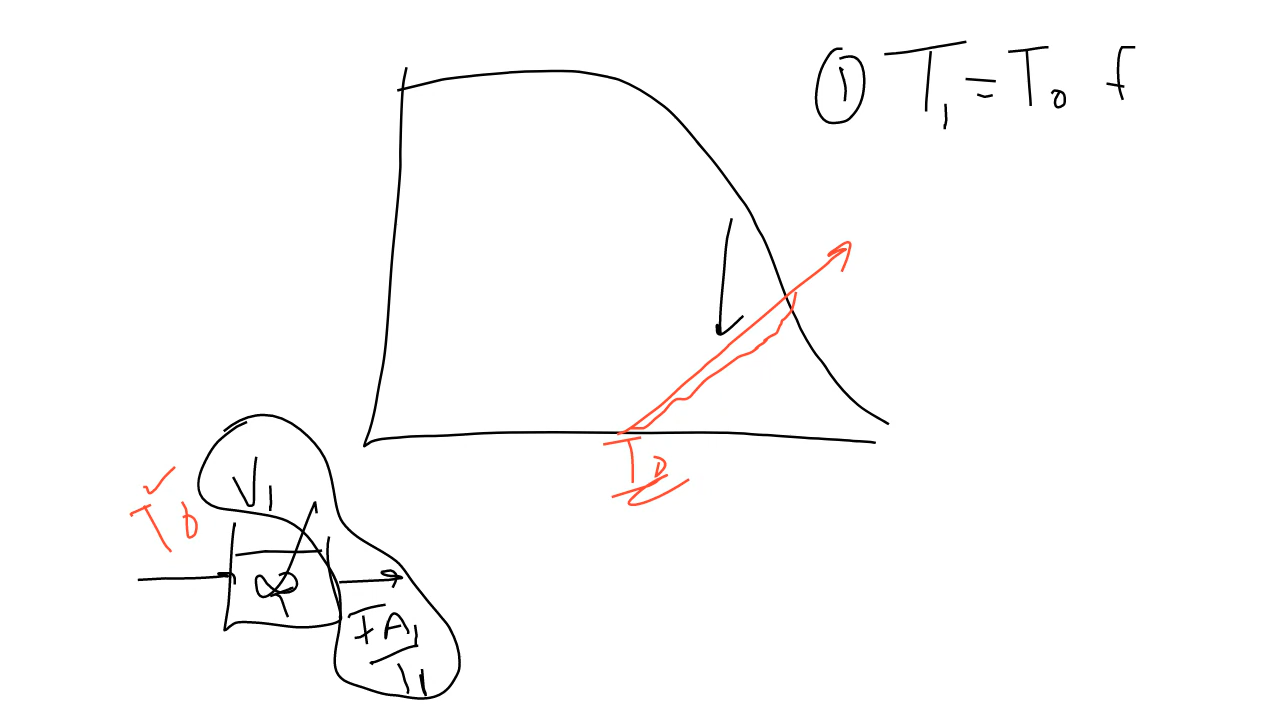 ① T₁ = T₀ f
T₀
V₁
T₀
FA₁